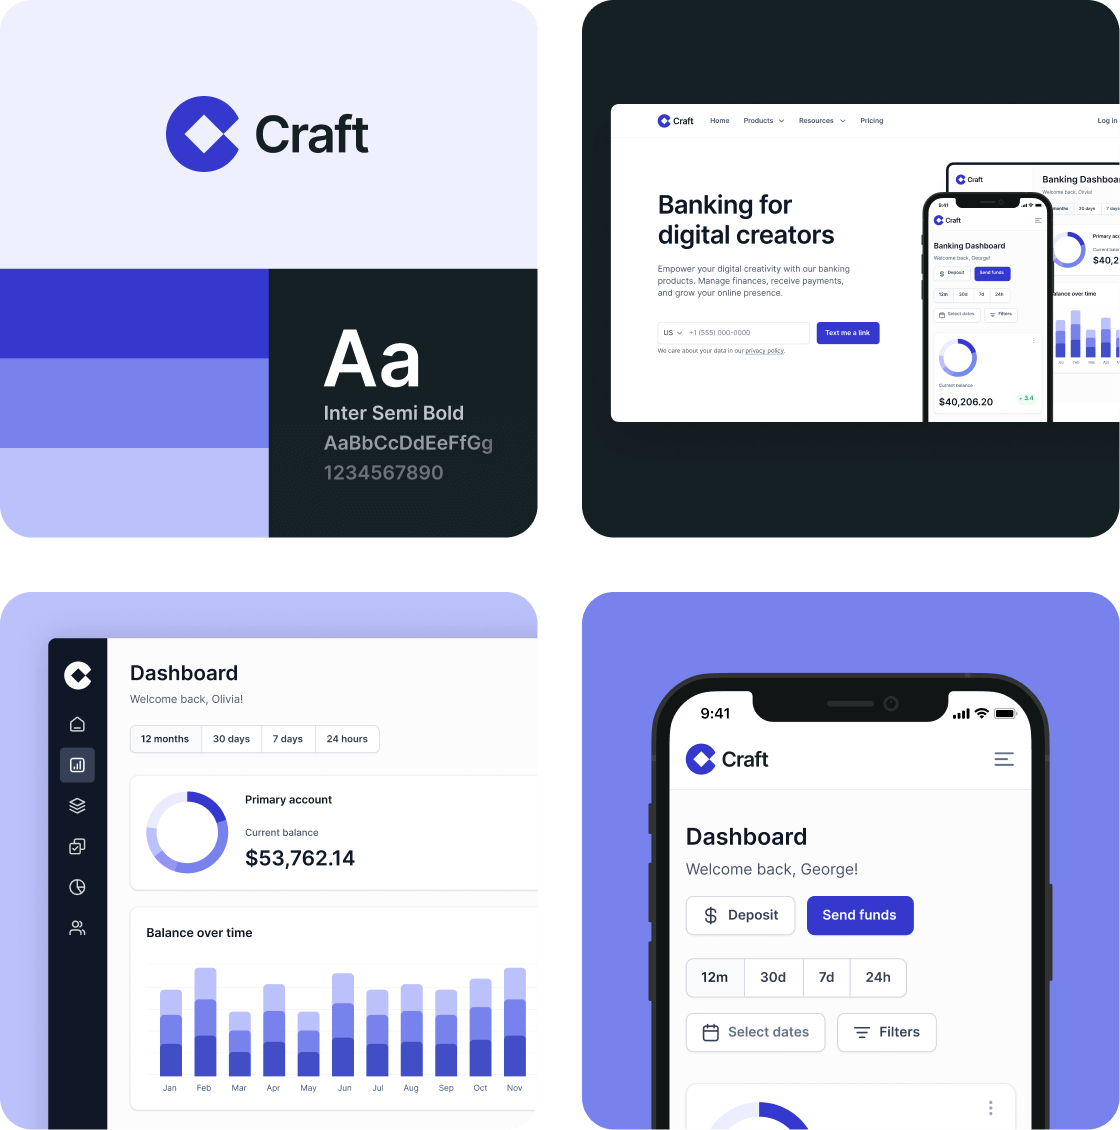 Craft
Aa
Inter Semi Bold
AaBbCcDdEeFfGg
1234567890
Craft
Home
Products
Resources
Pricing
Log in
Banking for
digital creators
Empower your digital creativity with our banking
products. Manage finances, receive payments,
and grow your online presence.
US
+1 (555) 000-0000
Text me a link
We care about your data in our privacy policy.
Craft
Banking Dashboar
Welcome back, Olivia!
months
30 days
7 days
Primary acc
Current balance
$40,2
alance over time
Jan
Feb
Mar
Apr
9:41
Craft
Banking Dashboard
Welcome back, George!
Deposit
Send funds
12m
30d
7d
24h
Select dates
Filters
Current balance
$40,206.20
3.4
Dashboard
Welcome back, Olivia!
12 months
30 days
7 days
24 hours
Primary account
Current balance
$53,762.14
Balance over time
Jan Feb Mar Apr May Jun Jul Aug Sep Oct Nov
9:41
Craft
Dashboard
Welcome back, George!
Deposit
Send funds
12m
30d
7d
24h
Select dates
Filters